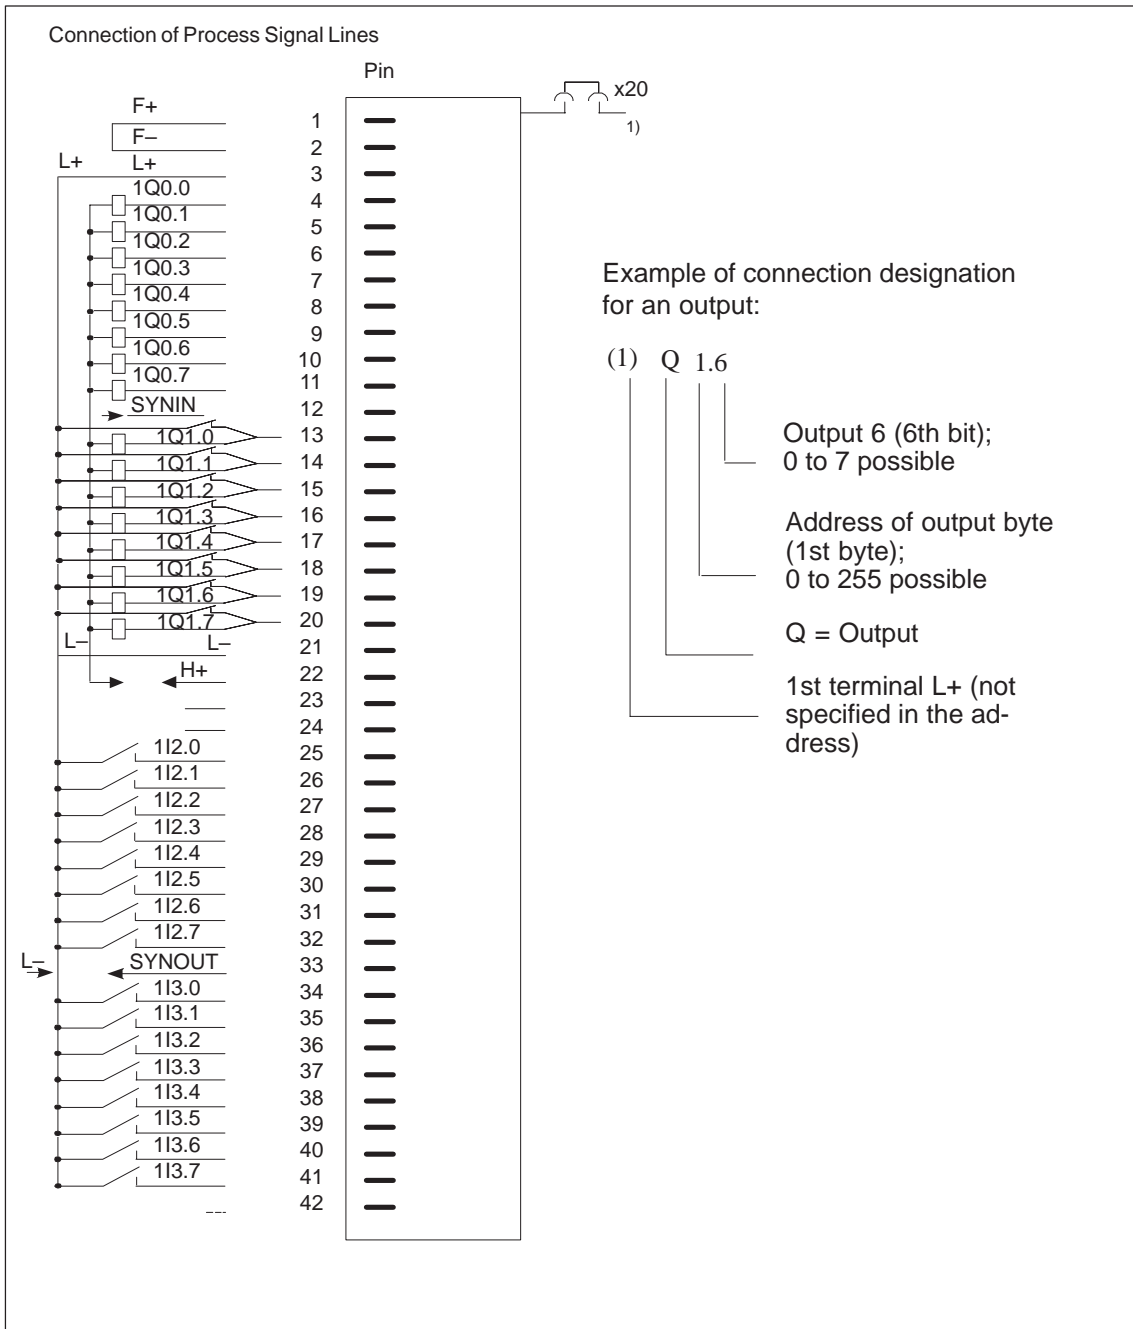 Connection of Process Signal Lines
Pin
x20
1)
F+
1
F–
2
L+ L+
3
1Q0.0
4
1Q0.1
5
1Q0.2
6
1Q0.3
7
1Q0.4
8
1Q0.5
9
1Q0.6
10
1Q0.7
11
SYNIN
12
1Q1.0
13
1Q1.1
14
1Q1.2
15
1Q1.3
16
1Q1.4
17
1Q1.5
18
1Q1.6
19
1Q1.7
20
L– L–
21
H+
22
23
24
1I2.0
25
1I2.1
26
1I2.2
27
1I2.3
28
1I2.4
29
1I2.5
30
1I2.6
31
1I2.7
32
L– SYNOUT
33
1I3.0
34
1I3.1
35
1I3.2
36
1I3.3
37
1I3.4
38
1I3.5
39
1I3.6
40
1I3.7
41
42
Example of connection designation
for an output:
(1) Q 1.6
Output 6 (6th bit);
0 to 7 possible
Address of output byte
(1st byte);
0 to 255 possible
Q = Output
1st terminal L+ (not
specified in the ad-
dress)